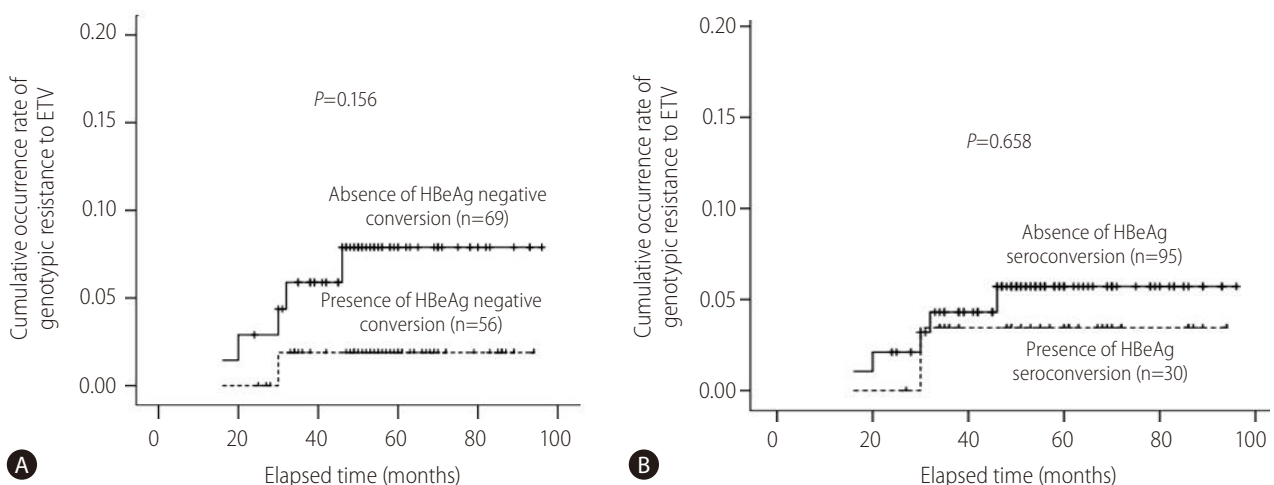 Cumulative occurrence rate of
genotypic resistance to ETV
0.20
0.15
0.10
0.05
0.00
P=0.156
Absence of HBeAg negative
conversion (n=69)
Presence of HBeAg negative
conversion (n=56)
0
20
40
60
80
100
Elapsed time (months)
A
Cumulative occurrence rate of
genotypic resistance to ETV
0.20
0.15
0.10
0.05
0.00
P=0.658
Absence of HBeAg
seroconversion (n=95)
Presence of HBeAg
seroconversion (n=30)
0
20
40
60
80
100
Elapsed time (months)
B